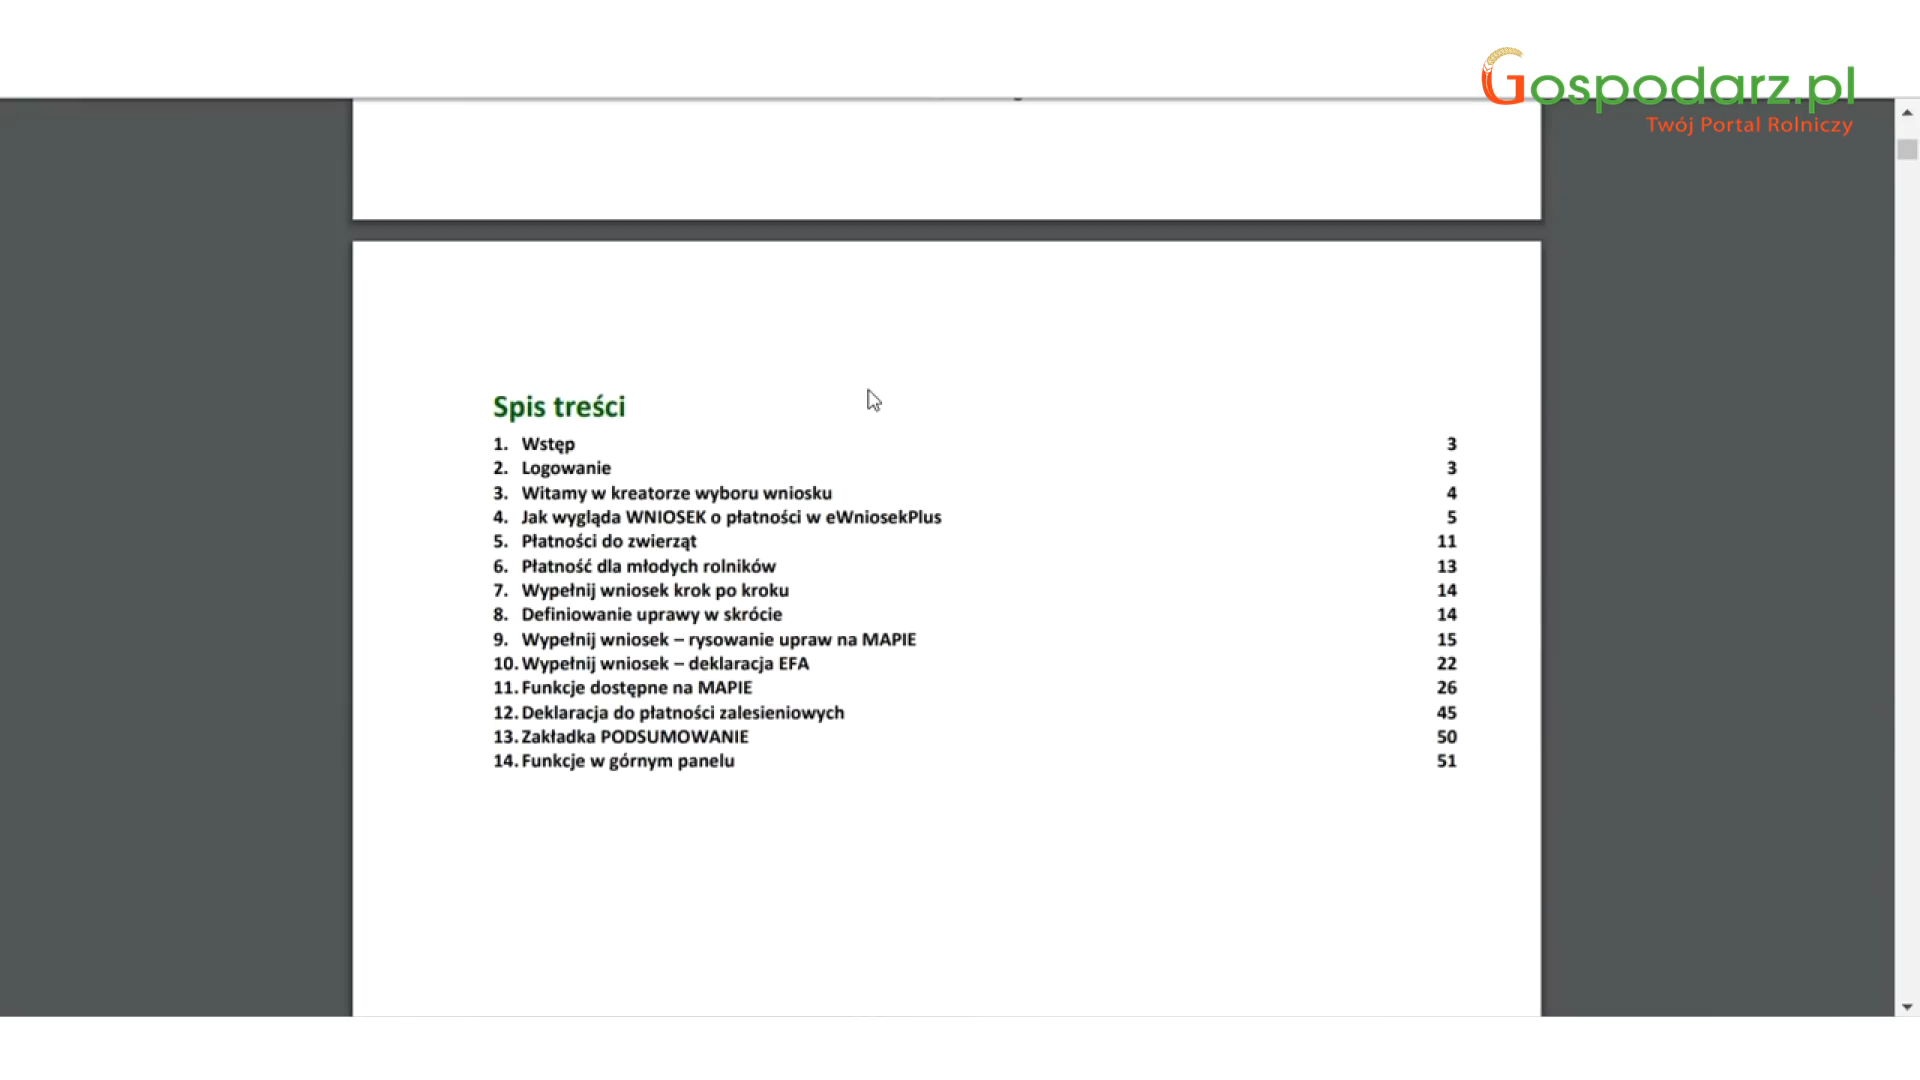 Gospodarz.pl
Twój Portal Rolniczy
Spis treści
1. Wstęp 3
2. Logowanie 3
3. Witamy w kreatorze wyboru wniosku 4
4. Jak wygląda WNIOSEK o płatności w eWniosekPlus 5
5. Płatności do zwierząt 11
6. Płatność dla młodych rolników 13
7. Wypełnij wniosek krok po kroku 14
8. Definiowanie uprawy w skrócie 14
9. Wypełnij wniosek – rysowanie upraw na MAPIE 15
10. Wypełnij wniosek – deklaracja EFA 22
11. Funkcje dostępne na MAPIE 26
12. Deklaracja do płatności zalesieniowych 45
13. Zakładka PODSUMOWANIE 50
14. Funkcje w górnym panelu 51